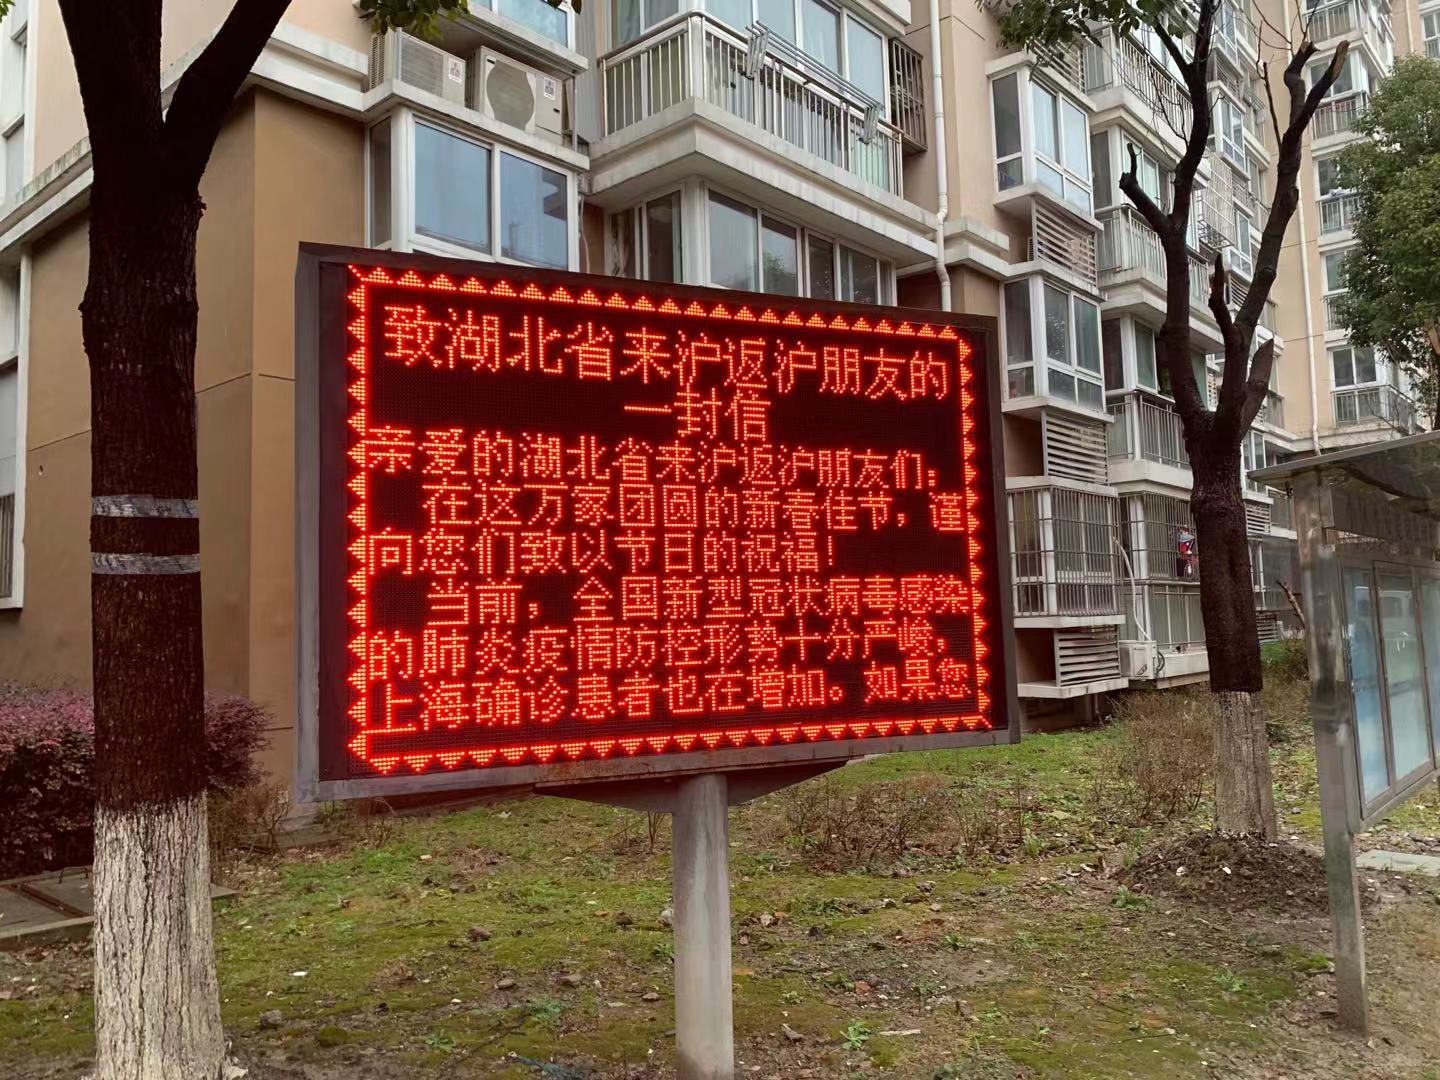 致湖北省来沪返沪朋友的
一封信
亲爱的湖北省来沪返沪朋友们：
在这万家团圆的新春佳节，谨
向您们致以节日的祝福！
当前，全国新型冠状病毒感染
的肺炎疫情防控形势十分严峻，
上海确诊患者也在增加。如果您